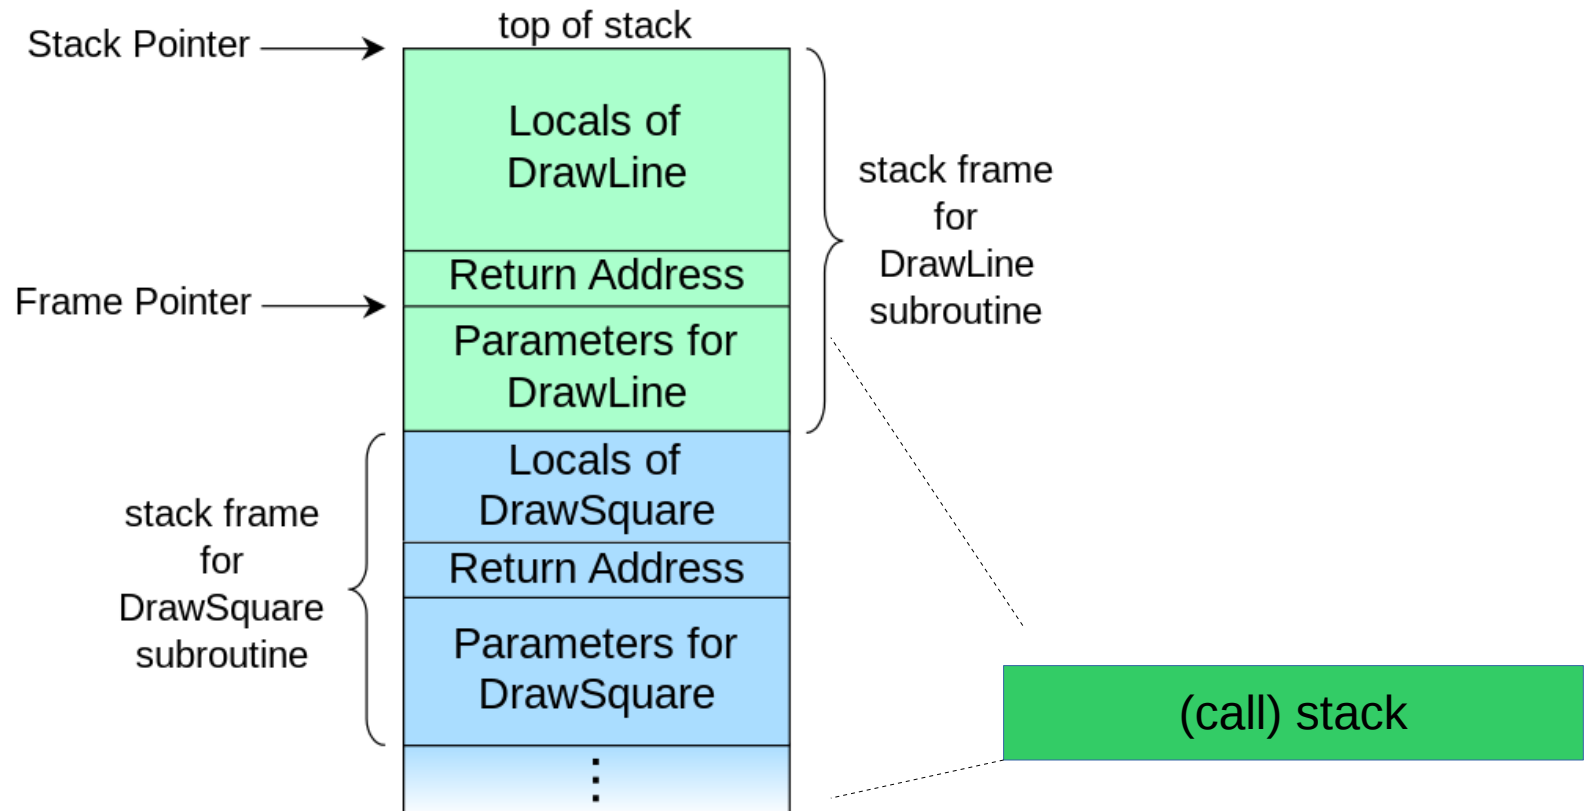 top of stack
Stack Pointer
Locals of
DrawLine
stack frame
for
DrawLine
subroutine
Return Address
Frame Pointer
Parameters for
DrawLine
Locals of
DrawSquare
stack frame
for
DrawSquare
subroutine
Return Address
Parameters for
DrawSquare
(call) stack